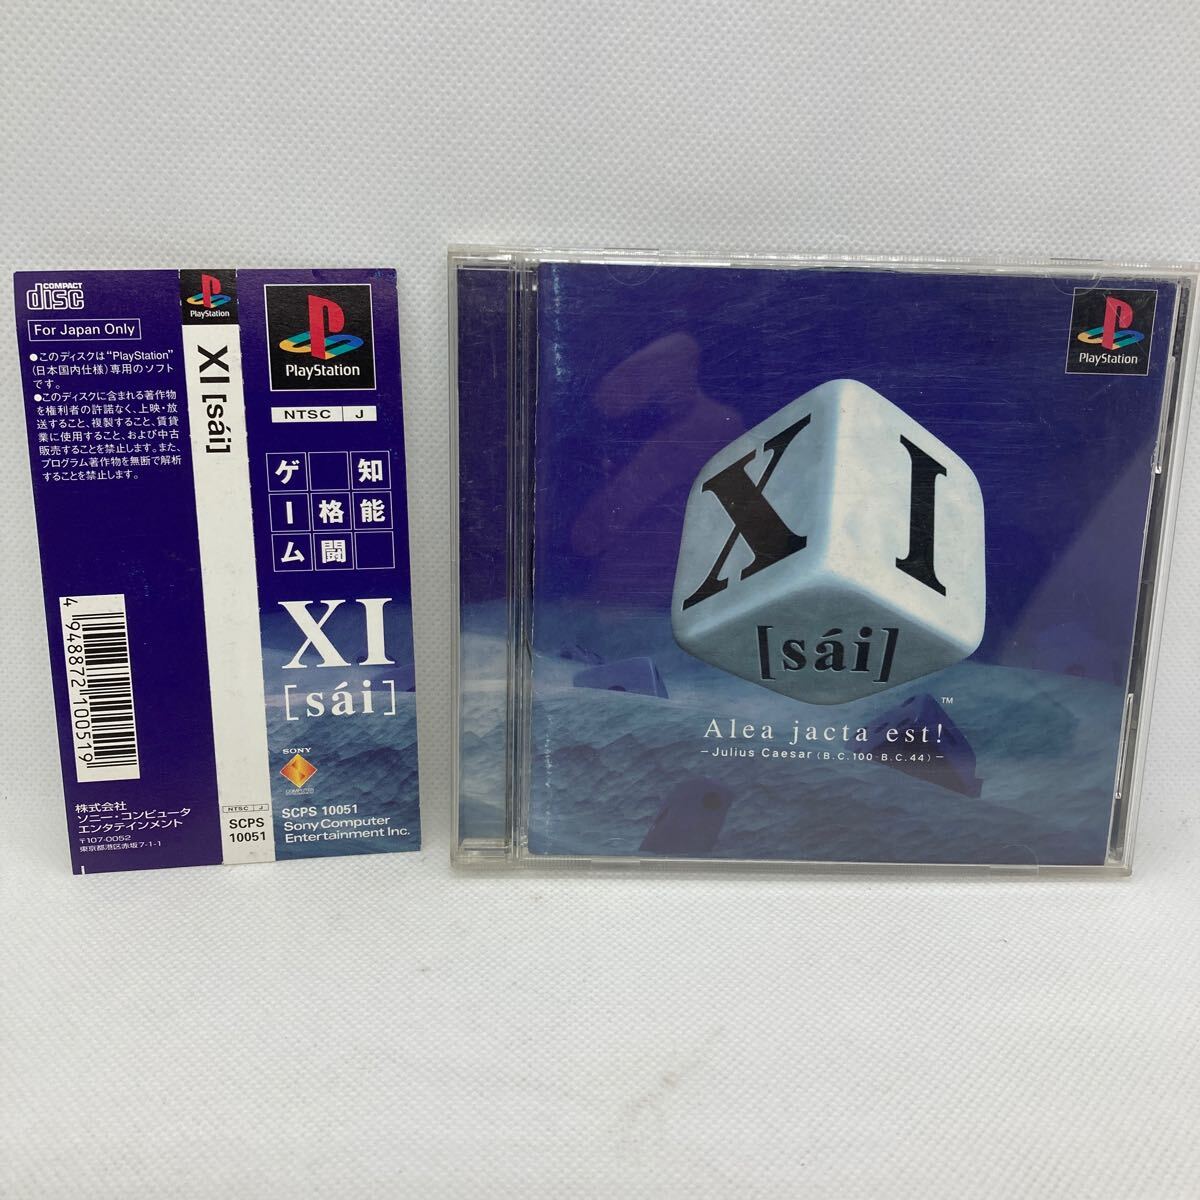 COMPACT
disc
For Japan Only
●このディスクは"PlayStation"
(日本国内仕様)専用のソフト
です。
●このディスクに含まれる著作物
を権利者の許諾なく、上映・放
送すること、複製すること、賃貸
業に使用すること、および中古
販売することを禁止します。また、
プログラム著作物を無断で解析
することを禁止します。
4 948872 100519
株式会社
ソニー・コンピュータ
エンタテインメント
〒107-0052
東京都港区赤坂7-1-1
PlayStation
XI [sái]
NTSC J
SCPS
10051
PlayStation
NTSC J
知能
格闘
ゲーム
XI
[sái]
SONY
COMPUTER
ENTERTAINMENT
SCPS 10051
Sony Computer
Entertainment Inc.
PlayStation
X I
[sái]
TM
Alea jacta est!
－Julius Caesar (B.C.100-B.C.44)－